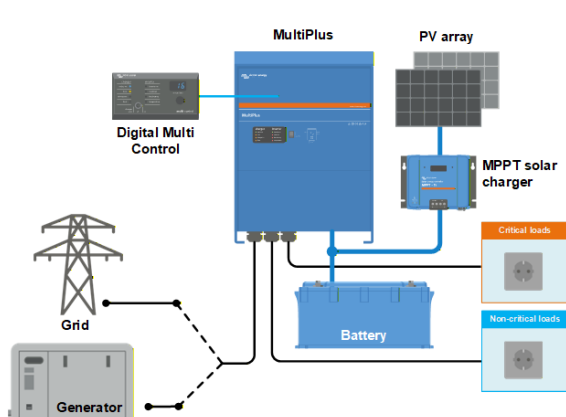 MultiPlus
PV array
Digital Multi
Control
MultiPlus
MPPT solar
charger
Critical loads
Grid
Battery
Non-critical loads
Generator